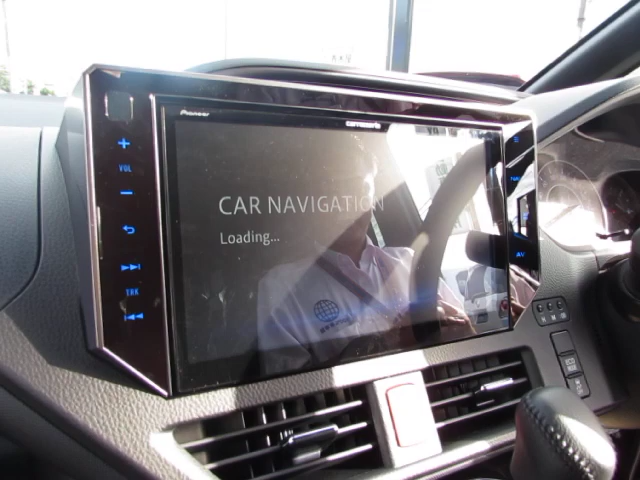 Pioneer
carrozzeria
VOL
CAR NAVIGATION
Loading...
TRK
AV